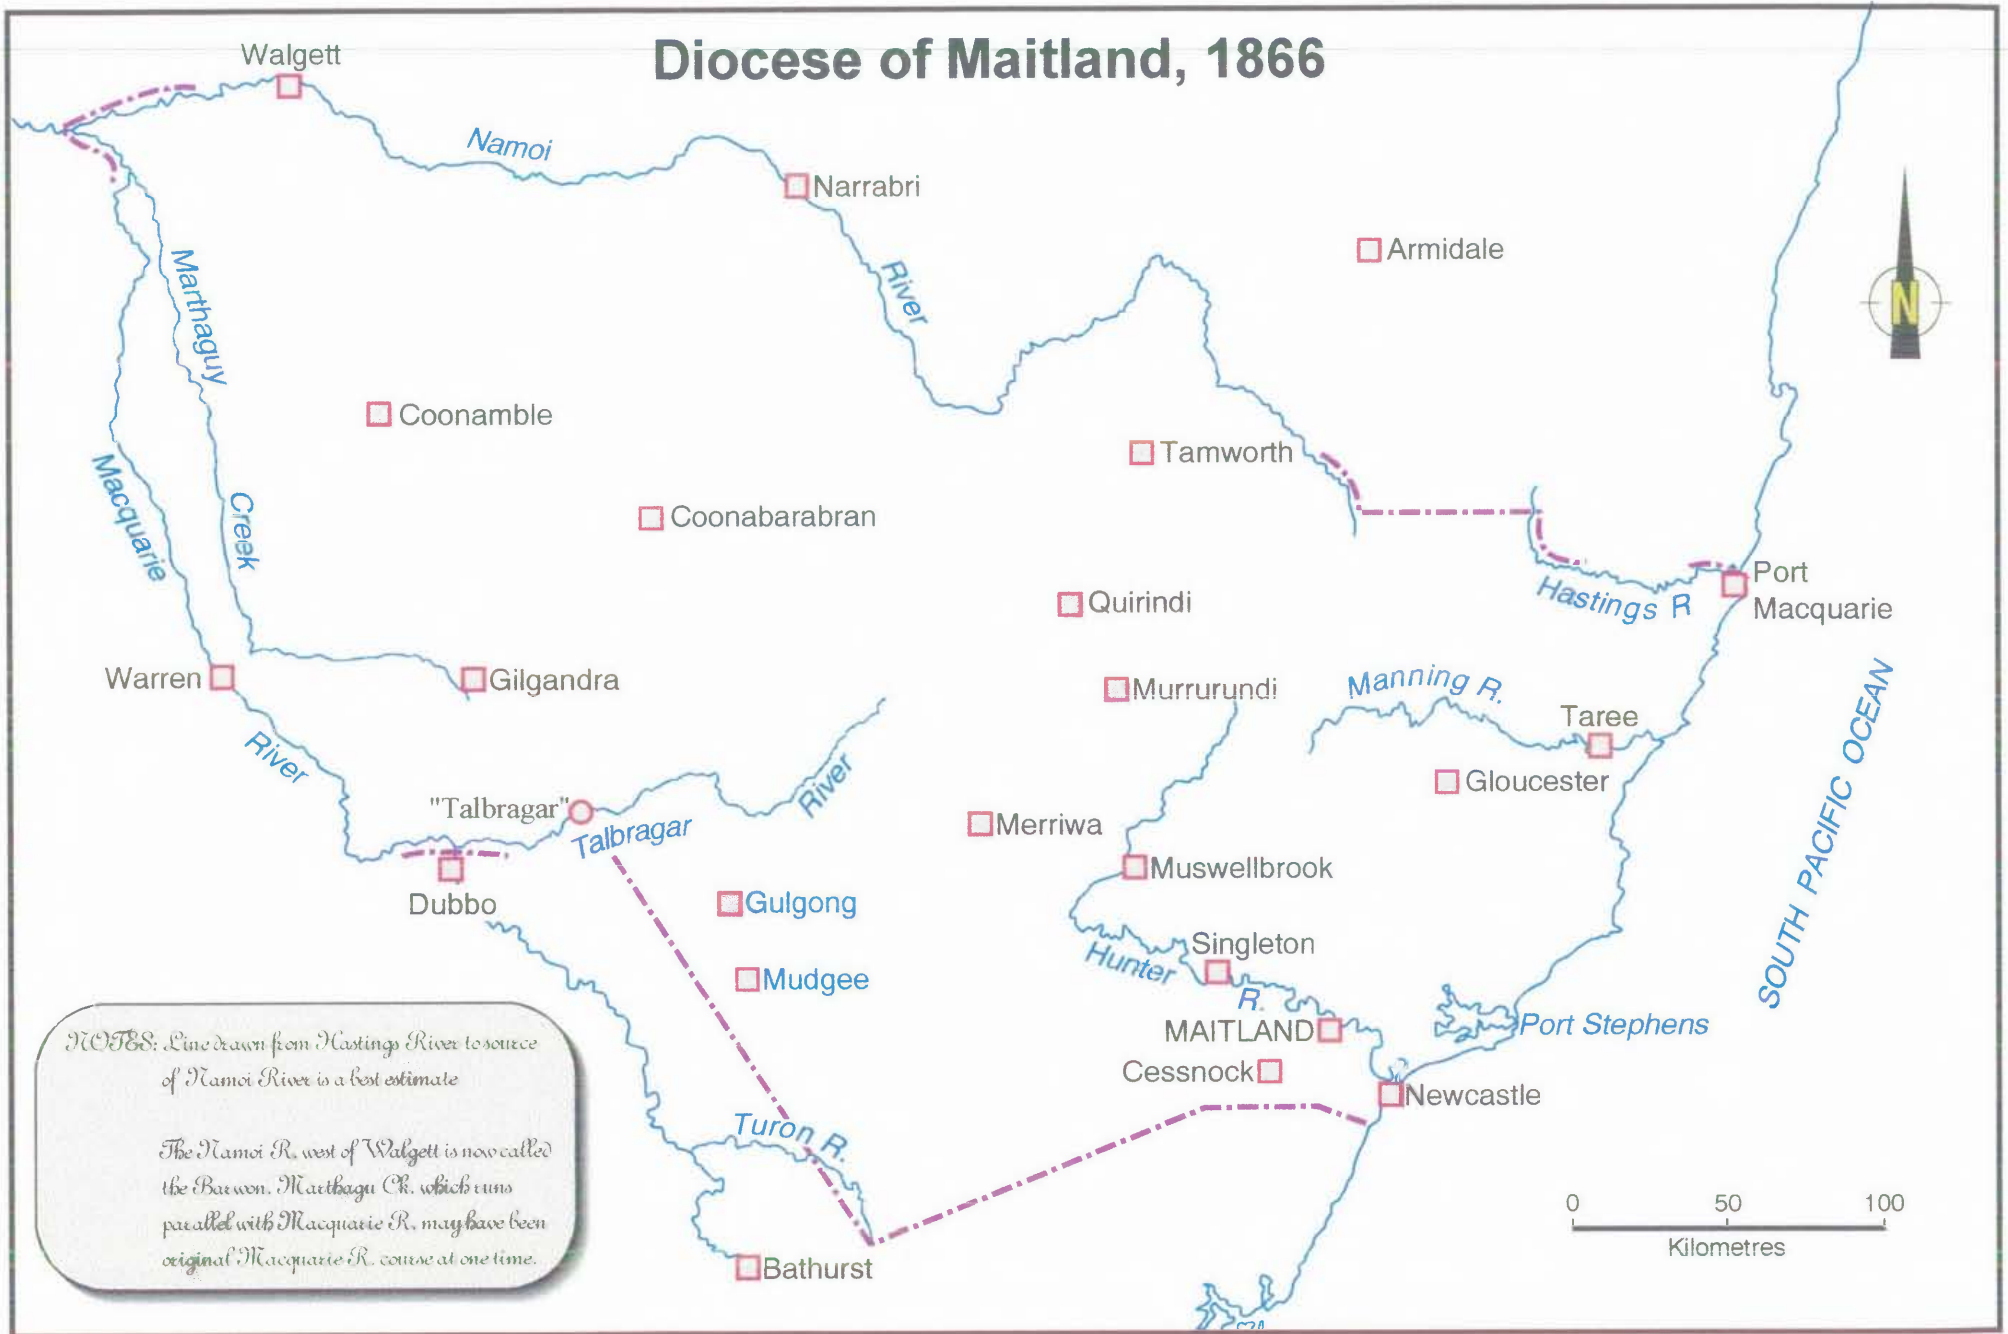 Diocese of Maitland, 1866
Walgett
Namoi
Narrabri
River
Armidale
N
Marthaguy
Creek
Coonamble
Macquarie
River
Tamworth
Coonabarabran
Hastings R
Port
Macquarie
Quirindi
Warren
Gilgandra
Murrurundi
Manning R.
Taree
Gloucester
SOUTH PACIFIC OCEAN
"Talbragar"
Talbragar
River
Merriwa
Muswellbrook
Dubbo
Gulgong
Singleton
Hunter
R.
Mudgee
MAITLAND
Port Stephens
Cessnock
Newcastle
Turon R.
Bathurst
NOTES: Line drawn from Hastings River to source
of Namoi River is a best estimate
The Namoi R. west of Walgett is now called
the Barwon. Marthagu Ck. which runs
parallel with Macquarie R. may have been
original Macquarie R. course at one time.
0 50 100
Kilometres